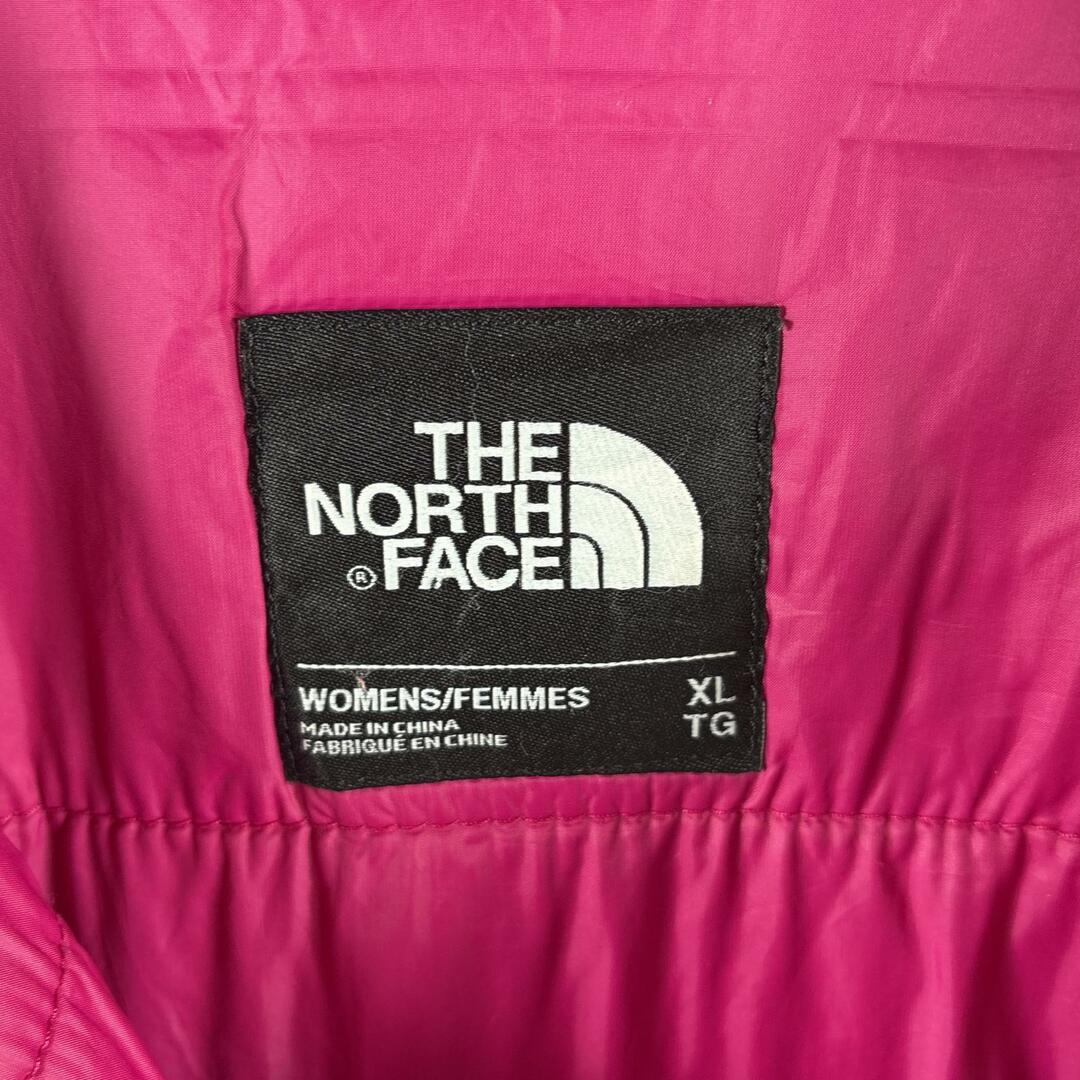 THE
NORTH
® FACE
WOMENS/FEMMES XL
MADE IN CHINA TG
FABRIQUÉ EN CHINE